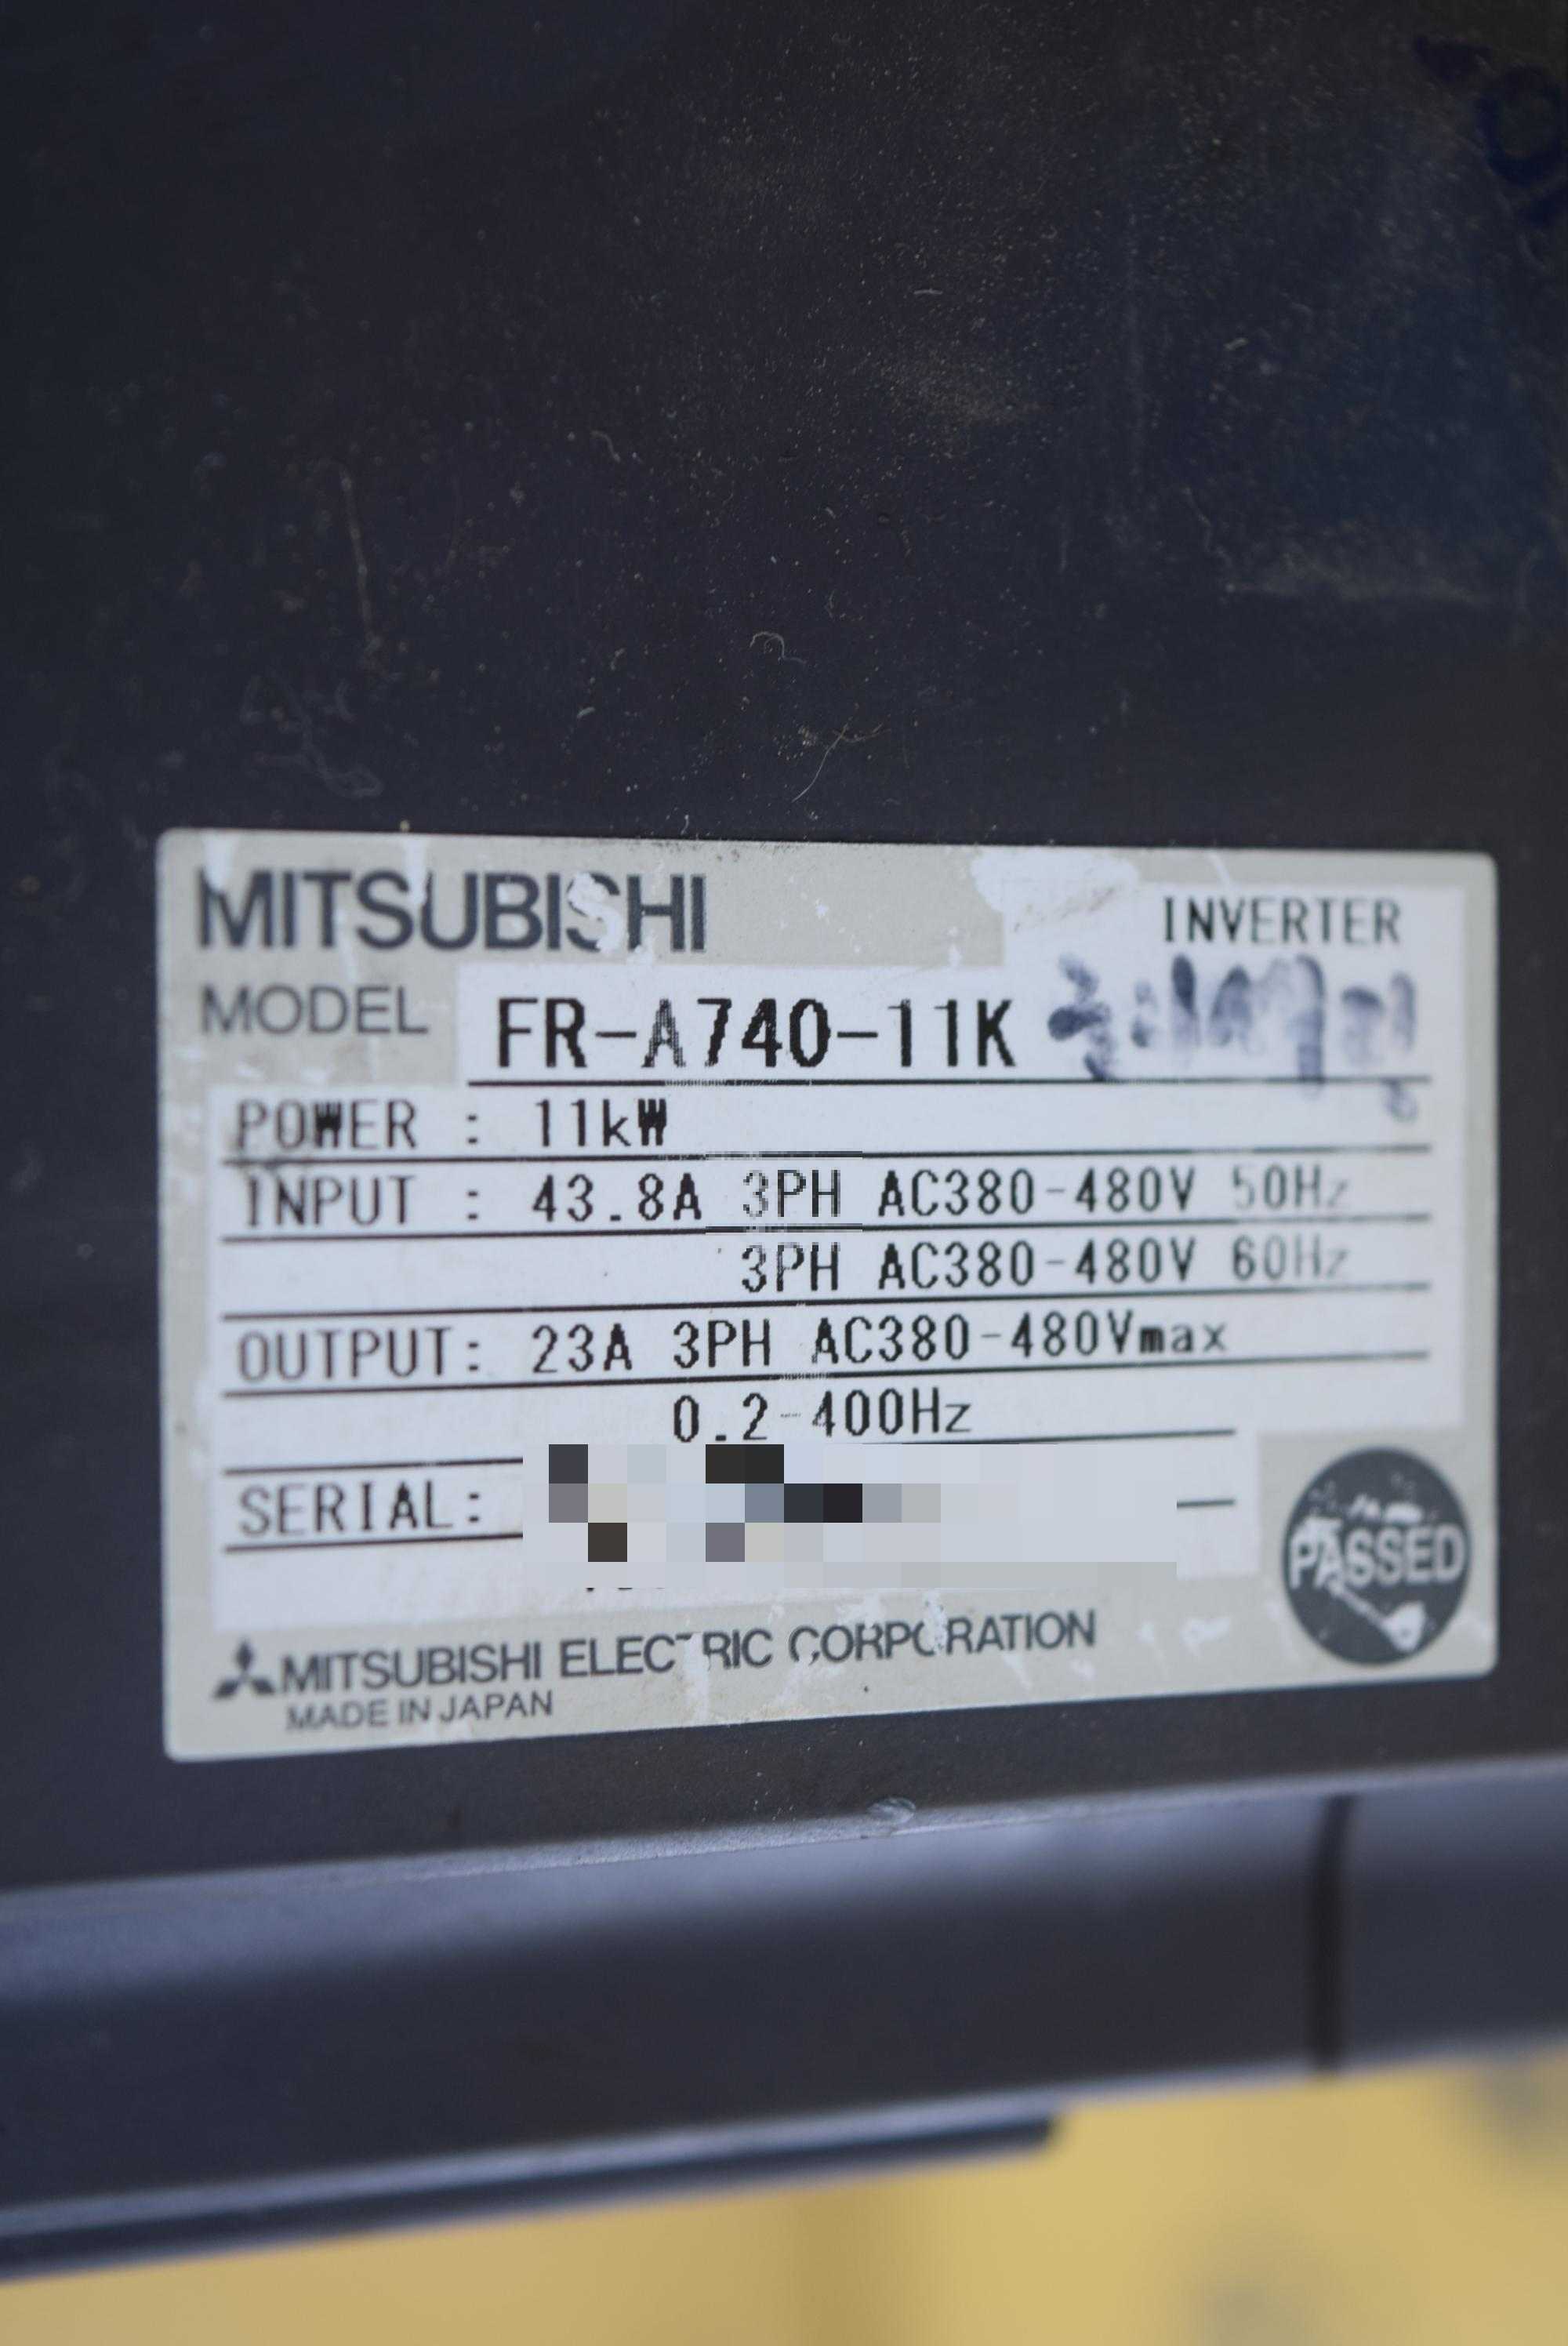 MITSUBISHI
INVERTER
MODEL FR-A740-11K
POWER : 11kW
INPUT : 43.8A 3PH AC380-480V 50Hz
3PH AC380-480V 60Hz
OUTPUT: 23A 3PH AC380-480Vmax
0.2-400Hz
SERIAL:
PASSED
MITSUBISHI ELECTRIC CORPORATION
MADE IN JAPAN